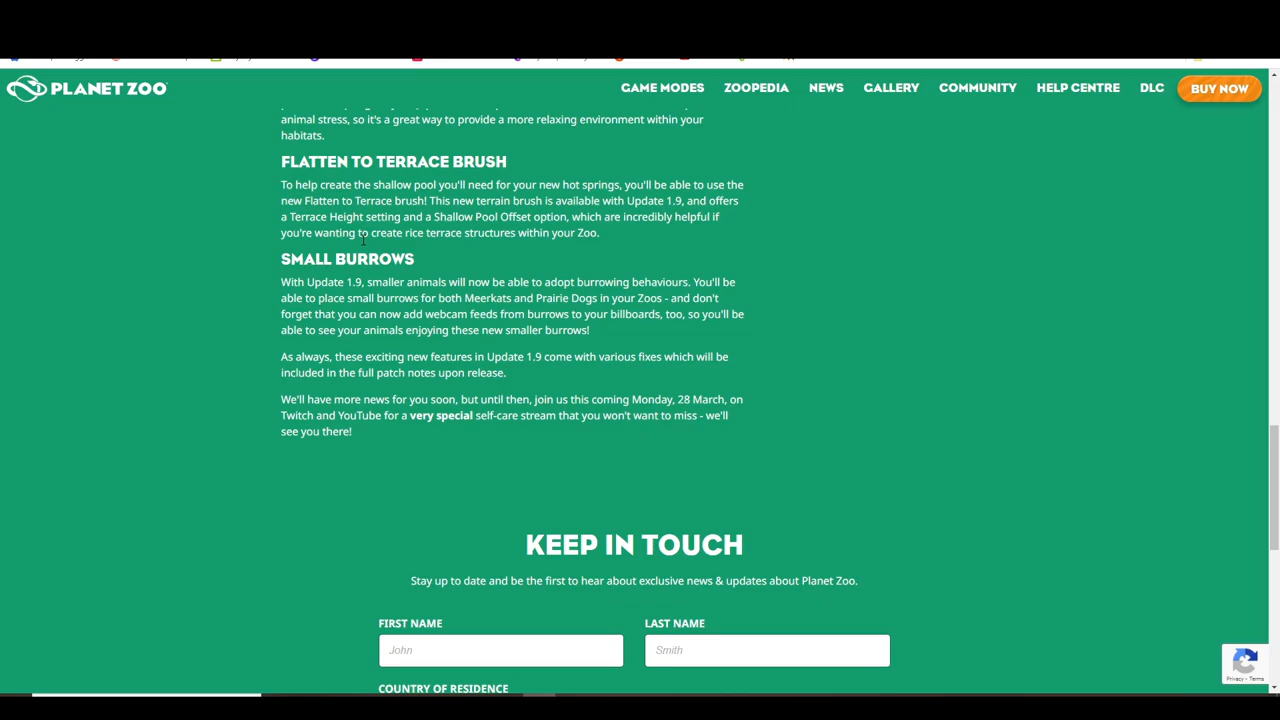 PLANET ZOO
GAME MODES ZOOPEDIA NEWS GALLERY COMMUNITY HELP CENTRE DLC BUY NOW
animal stress, so it's a great way to provide a more relaxing environment within your
habitats.
FLATTEN TO TERRACE BRUSH
To help create the shallow pool you'll need for your new hot springs, you'll be able to use the
new Flatten to Terrace brush! This new terrain brush is available with Update 1.9, and offers
a Terrace Height setting and a Shallow Pool Offset option, which are incredibly helpful if
you're wanting to create rice terrace structures within your Zoo.
SMALL BURROWS
With Update 1.9, smaller animals will now be able to adopt burrowing behaviours. You'll be
able to place small burrows for both Meerkats and Prairie Dogs in your Zoos - and don't
forget that you can now add webcam feeds from burrows to your billboards, too, so you'll be
able to see your animals enjoying these new smaller burrows!
As always, these exciting new features in Update 1.9 come with various fixes which will be
included in the full patch notes upon release.
We'll have more news for you soon, but until then, join us this coming Monday, 28 March, on
Twitch and YouTube for a very special self-care stream that you won't want to miss - we'll
see you there!
KEEP IN TOUCH
Stay up to date and be the first to hear about exclusive news & updates about Planet Zoo.
FIRST NAME LAST NAME
John Smith
COUNTRY OF RESIDENCE
Privacy - Terms